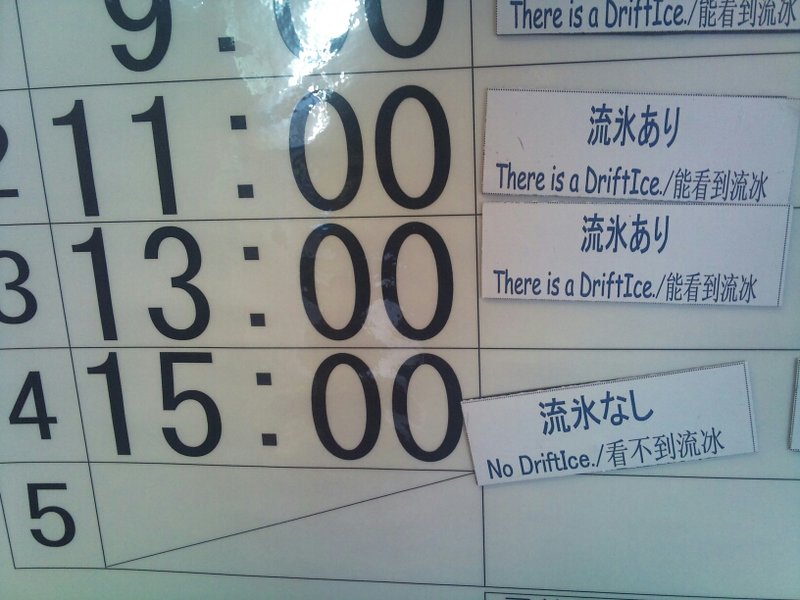 9:00
There is a DriftIce./能看到流冰
11:00
流氷あり
There is a DriftIce./能看到流冰
3
13:00
流氷あり
There is a DriftIce./能看到流冰
4
15:00
流氷なし
No DriftIce./看不到流冰
5